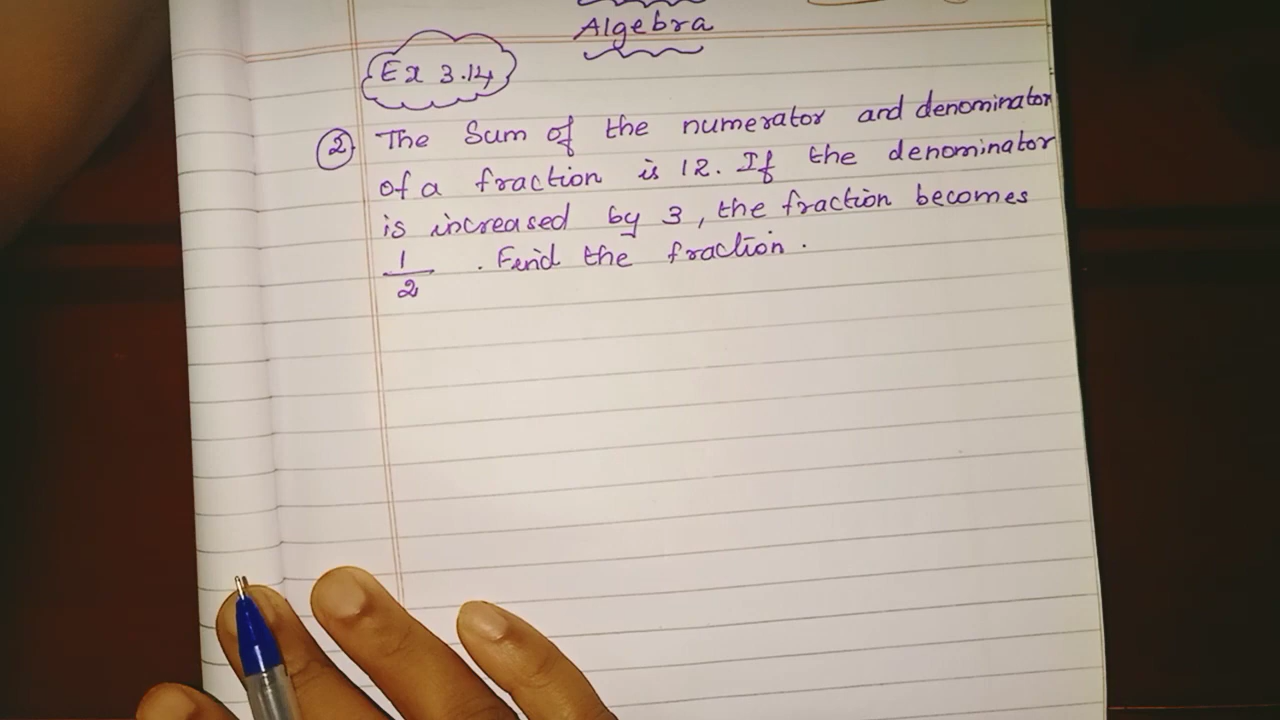 Algebra
Ex 3.14
2 The Sum of the numerator and denominator
of a fraction is 12. If the denominator
is increased by 3, the fraction becomes
1/2 . Find the fraction.